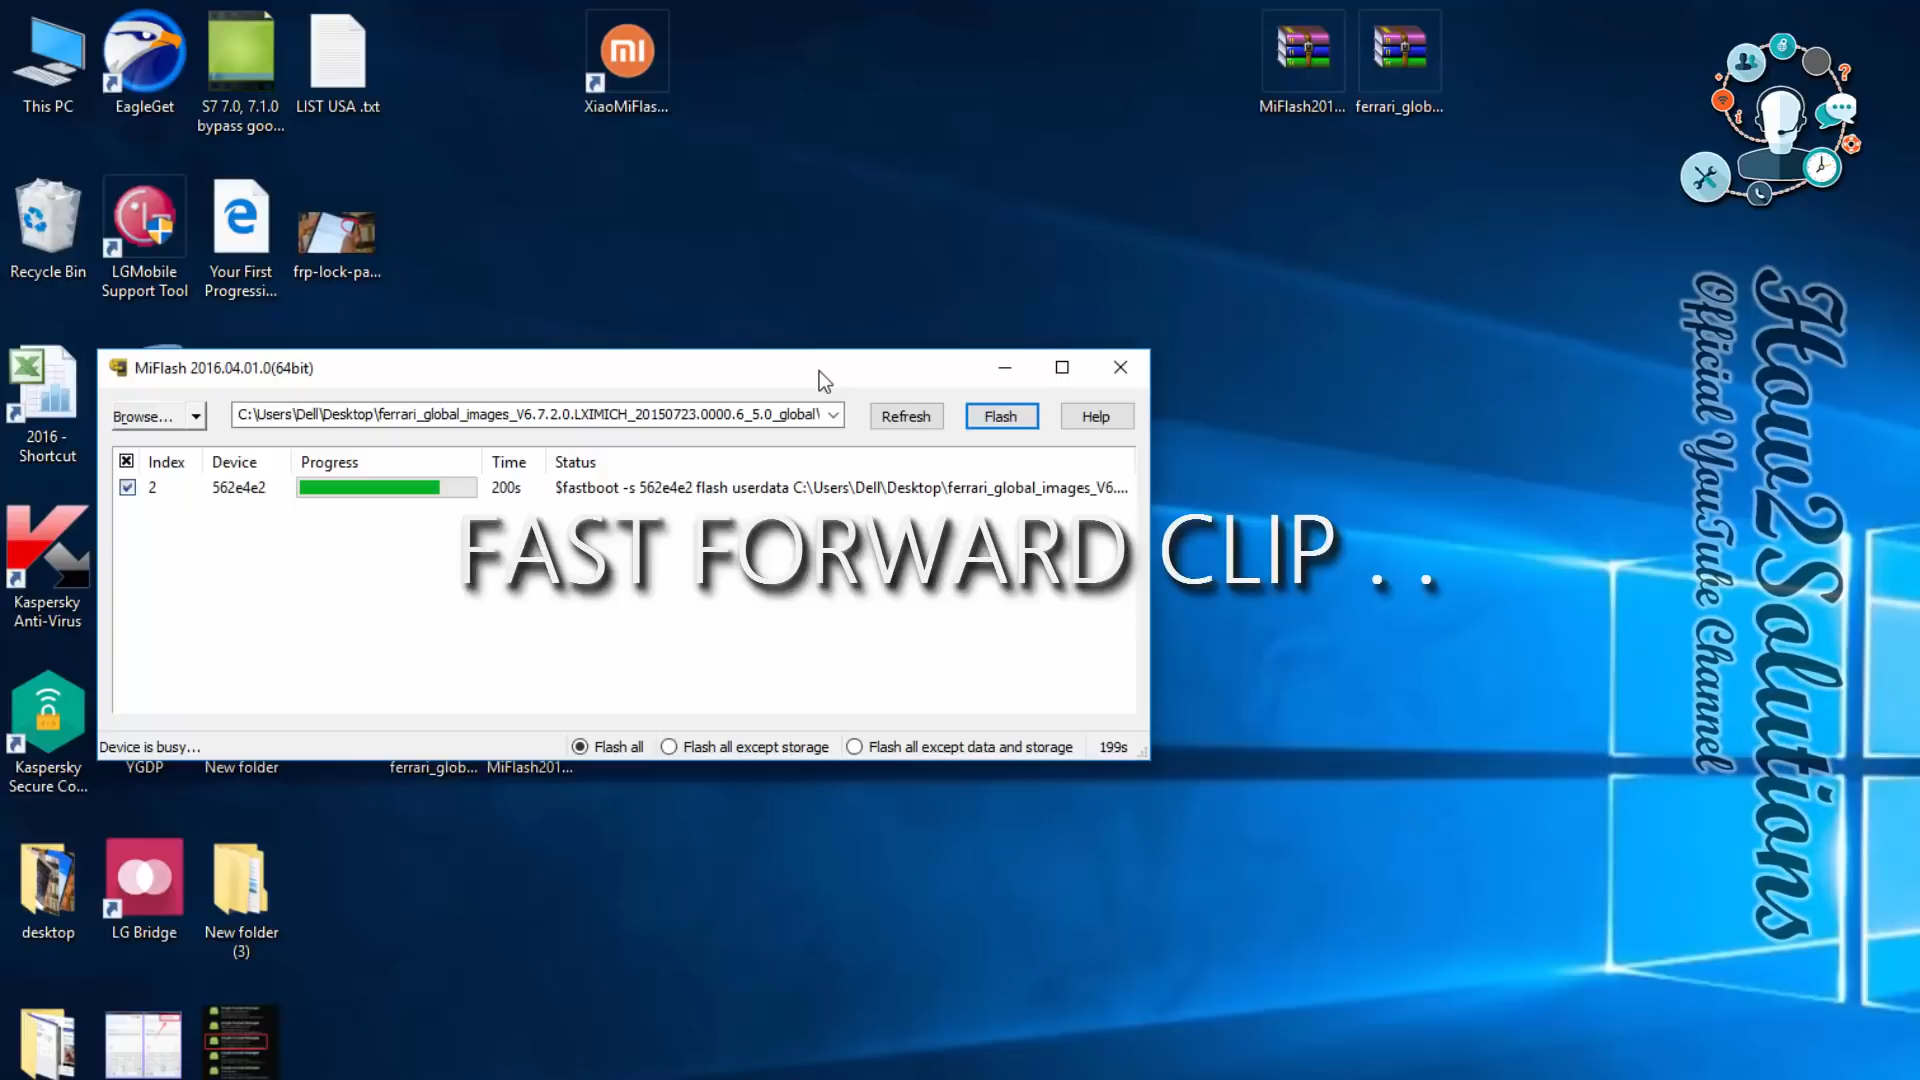 This PC
EagleGet
S7 7.0, 7.1.0
bypass goo...
LIST USA .txt
XiaoMiFlas...
MiFlash201...
ferrari_glob...
Recycle Bin
LGMobile
Support Tool
Your First
Progressi...
frp-lock-pa...
2016 -
Shortcut
Kaspersky
Anti-Virus
Kaspersky
Secure Co...
MiFlash 2016.04.01.0(64bit)
Browse...
C:\Users\Dell\Desktop\ferrari_global_images_V6.7.2.0.LXIMICH_20150723.0000.6_5.0_global\
Refresh
Flash
Help
Index Device Progress Time Status
2 562e4e2 200s $fastboot -s 562e4e2 flash userdata C:\Users\Dell\Desktop\ferrari_global_images_V6....
FAST FORWARD CLIP . .
Device is busy...
Flash all
Flash all except storage
Flash all except data and storage
199s
YGDP
New folder
ferrari_glob...
MiFlash201...
desktop
LG Bridge
New folder
(3)
How2Solutions
Official YouTube Channel